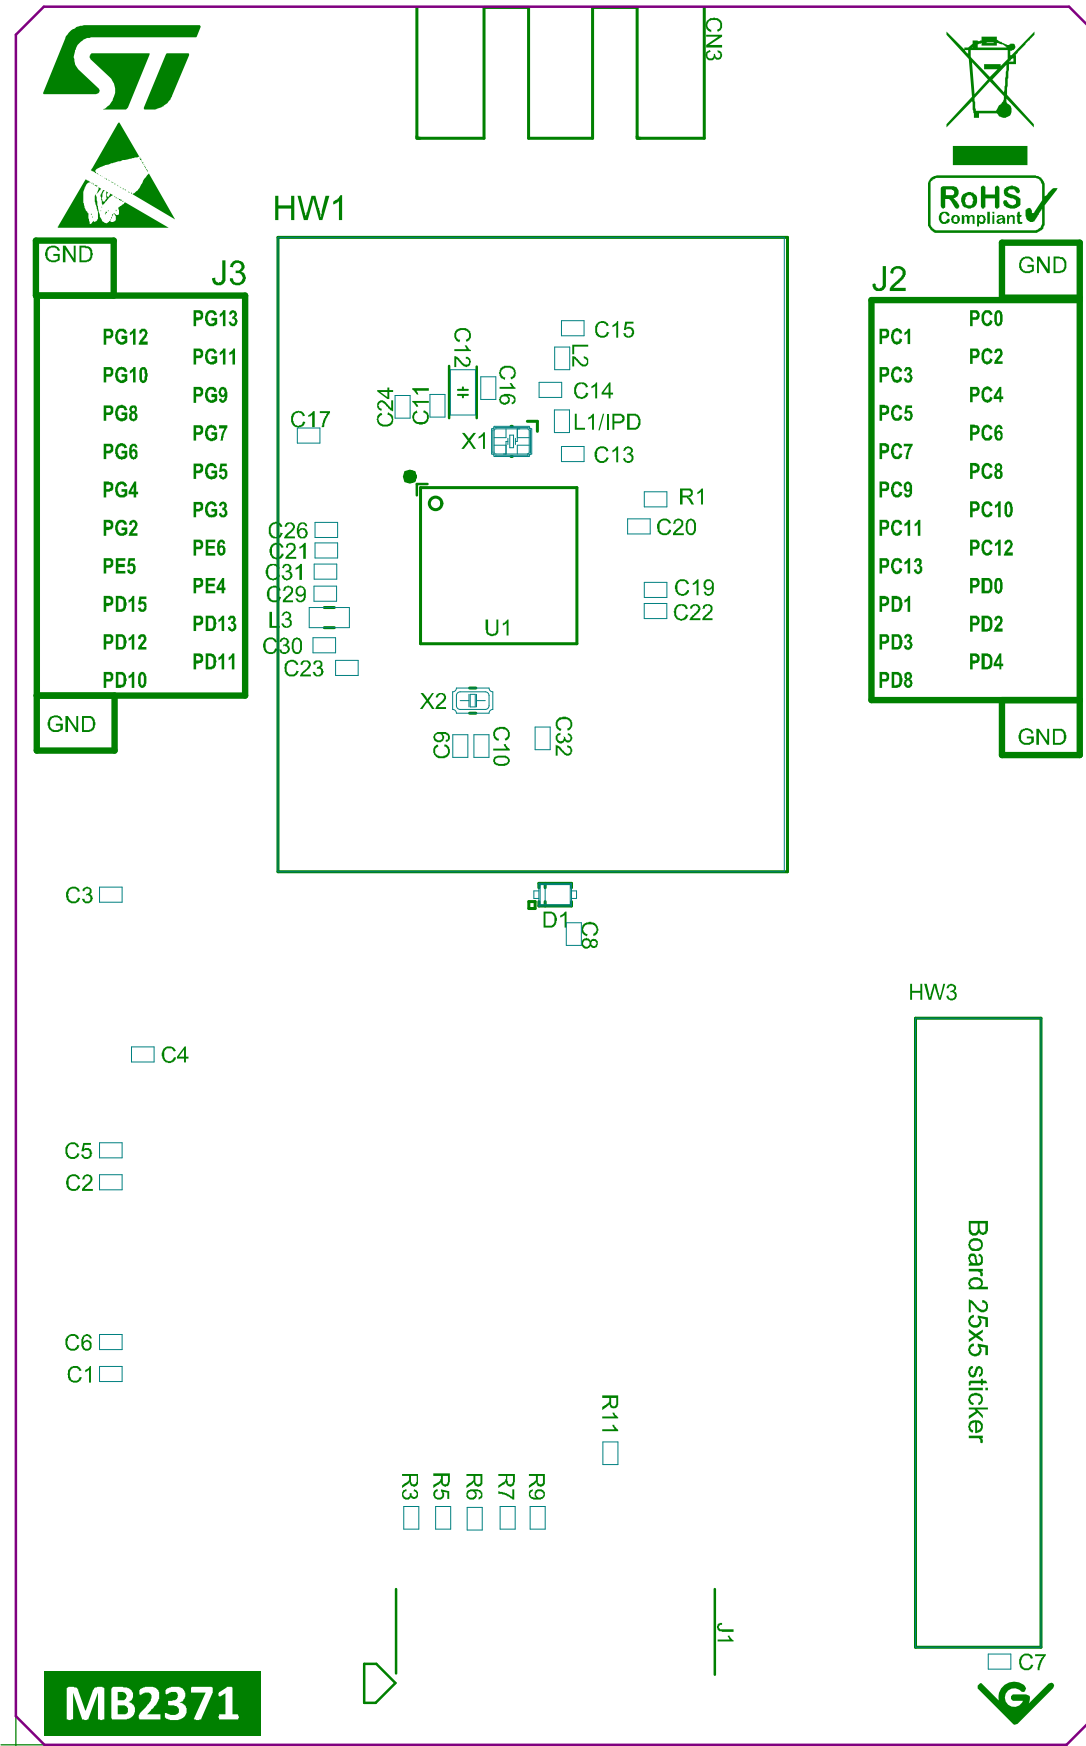 ST
CN3
RoHS
Compliant
HW1
GND
J3
PG13
PG12
PG11
PG10
PG9
PG8
PG7
PG6
PG5
PG4
PG3
PG2
PE6
PE5
PE4
PD15
PD13
PD12
PD11
PD10
GND
GND
J2
PC0
PC1
PC2
PC3
PC4
PC5
PC6
PC7
PC8
PC9
PC10
PC11
PC12
PC13
PD0
PD1
PD2
PD3
PD4
PD8
GND
C15
C12
L2
C16
C14
C24
C11
C17
L1/IPD
X1
C13
R1
C20
C26
C21
C31
C29
L3
C30
C23
C19
C22
U1
X2
C9
C10
C32
C3
D1
C8
HW3
C4
C5
C2
Board 25x5 sticker
C6
C1
R11
R3
R5
R6
R7
R9
J1
C7
MB2371
G